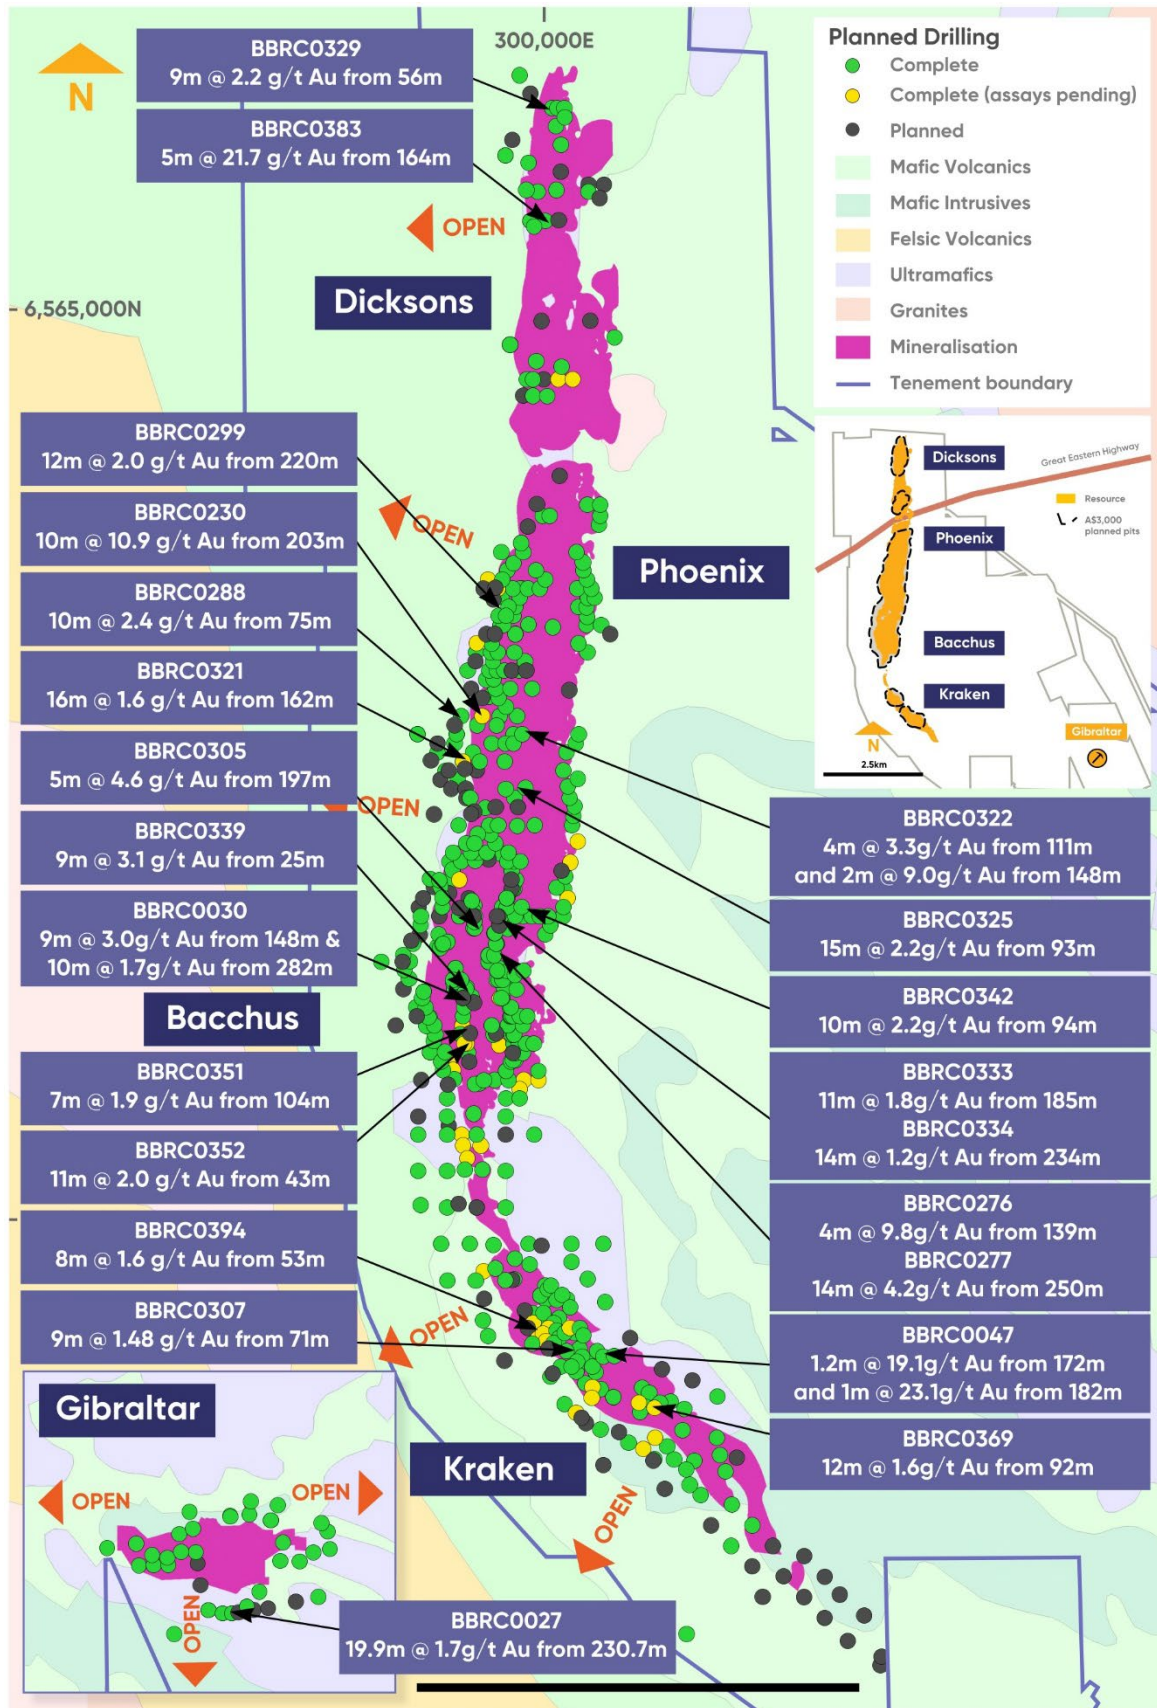 300,000E
N
BBRC0329
9m @ 2.2 g/t Au from 56m
BBRC0383
5m @ 21.7 g/t Au from 164m
OPEN
Dicksons
6,565,000N
Planned Drilling
Complete
Complete (assays pending)
Planned
Mafic Volcanics
Mafic Intrusives
Felsic Volcanics
Ultramafics
Granites
Mineralisation
Tenement boundary
Dicksons
Great Eastern Highway
Resource
A$3,000
planned pits
Phoenix
Bacchus
Kraken
Gibraltar
N
2.5km
BBRC0299
12m @ 2.0 g/t Au from 220m
BBRC0230
10m @ 10.9 g/t Au from 203m
BBRC0288
10m @ 2.4 g/t Au from 75m
BBRC0321
16m @ 1.6 g/t Au from 162m
BBRC0305
5m @ 4.6 g/t Au from 197m
BBRC0339
9m @ 3.1 g/t Au from 25m
BBRC0030
9m @ 3.0g/t Au from 148m &
10m @ 1.7g/t Au from 282m
OPEN
Phoenix
OPEN
Bacchus
BBRC0351
7m @ 1.9 g/t Au from 104m
BBRC0352
11m @ 2.0 g/t Au from 43m
BBRC0394
8m @ 1.6 g/t Au from 53m
BBRC0307
9m @ 1.48 g/t Au from 71m
BBRC0322
4m @ 3.3g/t Au from 111m
and 2m @ 9.0g/t Au from 148m
BBRC0325
15m @ 2.2g/t Au from 93m
BBRC0342
10m @ 2.2g/t Au from 94m
BBRC0333
11m @ 1.8g/t Au from 185m
BBRC0334
14m @ 1.2g/t Au from 234m
BBRC0276
4m @ 9.8g/t Au from 139m
BBRC0277
14m @ 4.2g/t Au from 250m
BBRC0047
1.2m @ 19.1g/t Au from 172m
and 1m @ 23.1g/t Au from 182m
BBRC0369
12m @ 1.6g/t Au from 92m
OPEN
Kraken
OPEN
Gibraltar
OPEN
OPEN
OPEN
BBRC0027
19.9m @ 1.7g/t Au from 230.7m